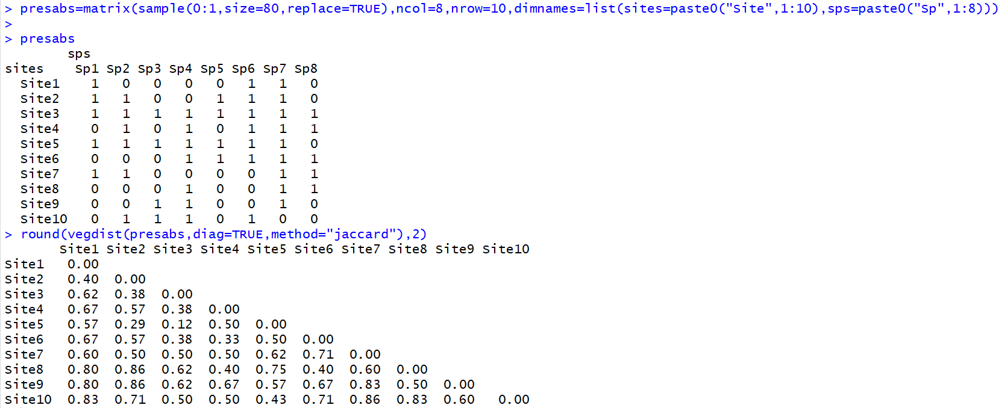 > presabs=matrix(sample(0:1,size=80,replace=TRUE),ncol=8,nrow=10,dimnames=list(sites=paste0("Site",1:10),sps=paste0("Sp",1:8)))
>
> presabs
        sps
sites    Sp1 Sp2 Sp3 Sp4 Sp5 Sp6 Sp7 Sp8
  Site1    1   0   0   0   0   1   1   0
  Site2    1   1   0   0   1   1   1   0
  Site3    1   1   1   1   1   1   1   1
  Site4    0   1   0   1   0   1   1   1
  Site5    1   1   1   1   1   1   1   0
  Site6    0   0   0   1   1   1   1   1
  Site7    1   1   0   0   0   0   1   1
  Site8    0   0   0   1   0   0   1   1
  Site9    0   0   1   1   0   0   1   0
  Site10   0   1   1   1   0   1   0   0
> round(vegdist(presabs,diag=TRUE,method="jaccard"),2)
       Site1 Site2 Site3 Site4 Site5 Site6 Site7 Site8 Site9 Site10
Site1   0.00
Site2   0.40  0.00
Site3   0.62  0.38  0.00
Site4   0.67  0.57  0.38  0.00
Site5   0.57  0.29  0.12  0.50  0.00
Site6   0.67  0.57  0.38  0.33  0.50  0.00
Site7   0.60  0.50  0.50  0.50  0.62  0.71  0.00
Site8   0.80  0.86  0.62  0.40  0.75  0.40  0.60  0.00
Site9   0.80  0.86  0.62  0.67  0.57  0.67  0.83  0.50  0.00
Site10  0.83  0.71  0.50  0.50  0.43  0.71  0.86  0.83  0.60   0.00